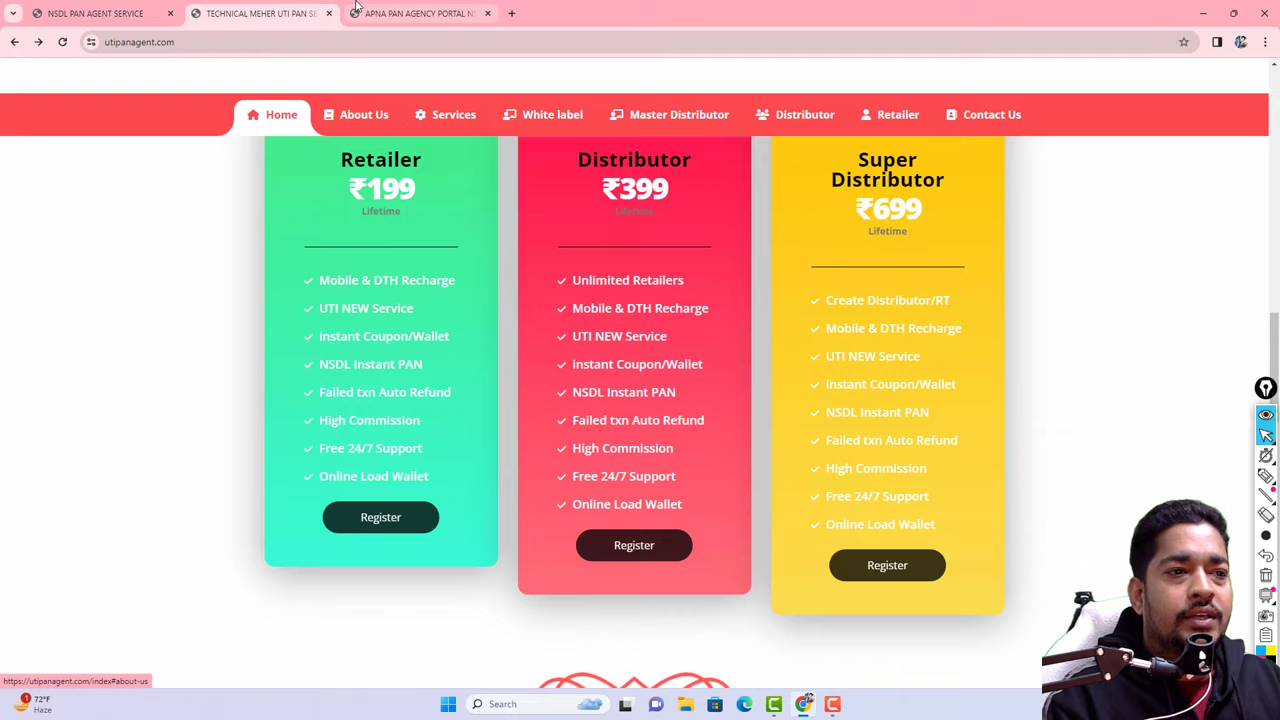 NSDL PAN AGENT SERVICE
TECHNICAL MEHER UTI PAN SE
APNA PAN AGENCY PORTAL N
utipanagent.com
Home
About Us
Services
White label
Master Distributor
Distributor
Retailer
Contact Us
Retailer
₹199
Lifetime
Mobile & DTH Recharge
UTI NEW Service
instant Coupon/Wallet
NSDL Instant PAN
Failed txn Auto Refund
High Commission
Free 24/7 Support
Online Load Wallet
Register
Distributor
₹399
Lifetime
Unlimited Retailers
Mobile & DTH Recharge
UTI NEW Service
instant Coupon/Wallet
NSDL Instant PAN
Failed txn Auto Refund
High Commission
Free 24/7 Support
Online Load Wallet
Register
Super
Distributor
₹699
Lifetime
Create Distributor/RT
Mobile & DTH Recharge
UTI NEW Service
instant Coupon/Wallet
NSDL Instant PAN
Failed txn Auto Refund
High Commission
Free 24/7 Support
Online Load Wallet
Register
https://utipanagent.com/index#about-us
1
72°F
Haze
Search